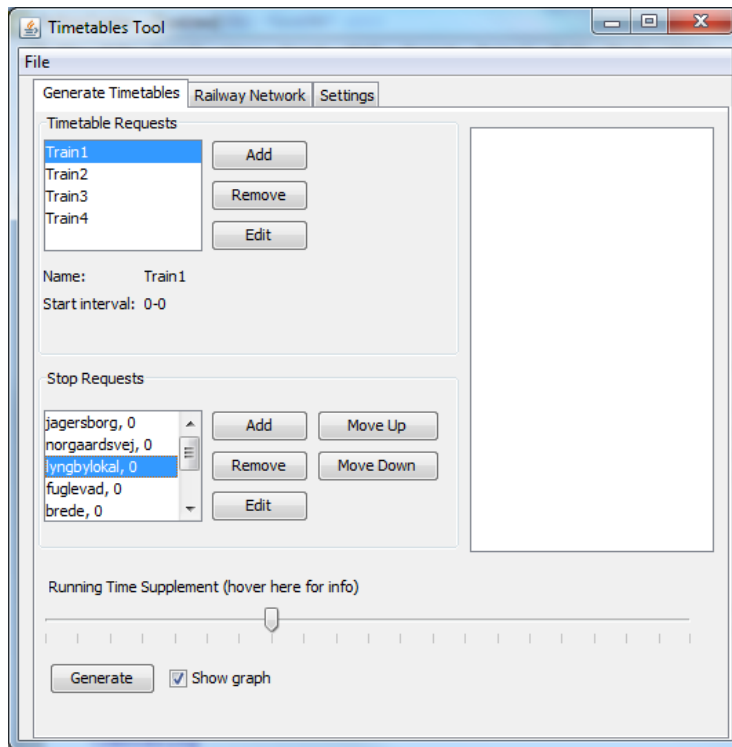 Timetables Tool
File
Generate Timetables Railway Network Settings
Timetable Requests
Train1
Train2
Train3
Train4
Add
Remove
Edit
Name: Train1
Start interval: 0-0
Stop Requests
jagersborg, 0
norgaardsvej, 0
lyngbylokal, 0
fuglevad, 0
brede, 0
Add Move Up
Remove Move Down
Edit
Running Time Supplement (hover here for info)
Generate Show graph